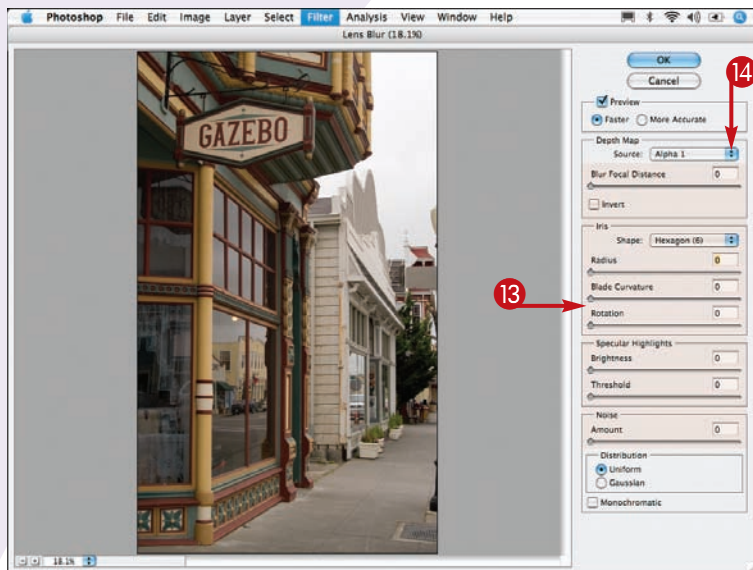 Photoshop File Edit Image Layer Select Filter Analysis View Window Help
Lens Blur (18.1%)
GAZEBO
OK
Cancel
14
Preview
Faster More Accurate
Depth Map
Source: Alpha 1
Blur Focal Distance 0
Invert
Iris
Shape: Hexagon (6)
Radius 0
13
Blade Curvature 0
Rotation 0
Specular Highlights
Brightness 0
Threshold 0
Noise
Amount 0
Distribution
Uniform
Gaussian
Monochromatic
18.1%